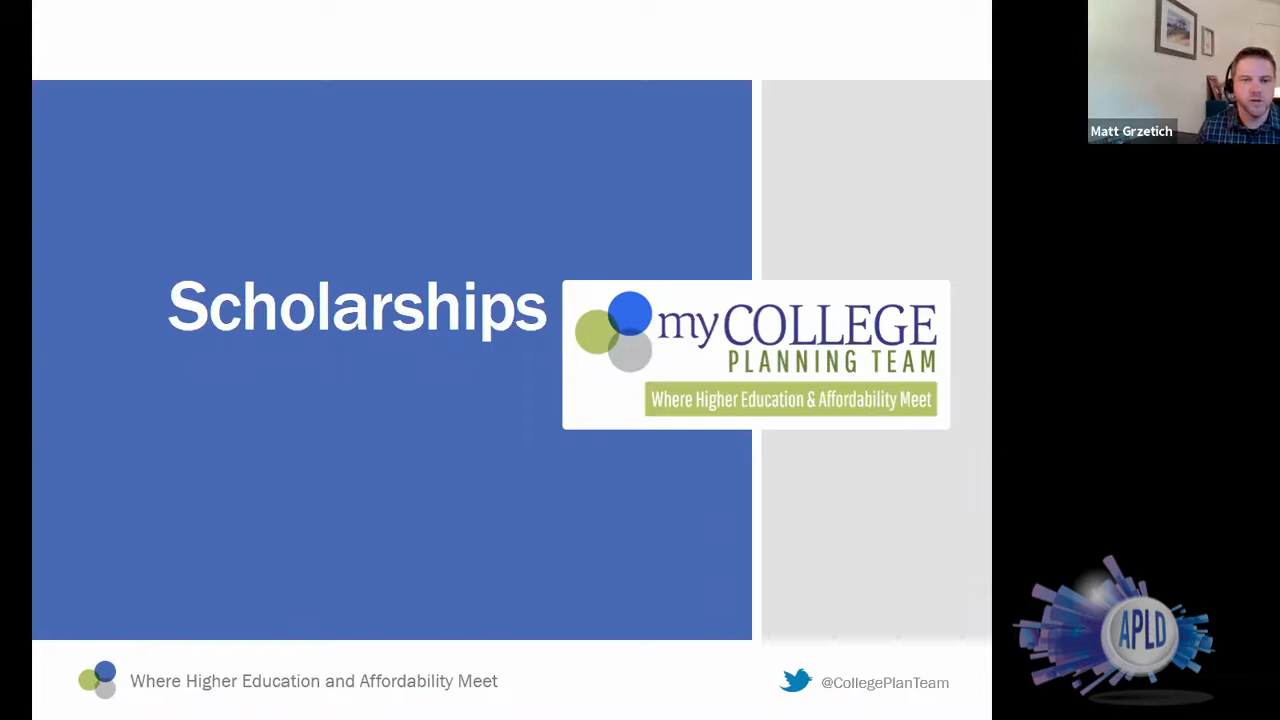 Matt Grzetich
Scholarships
myCOLLEGE
PLANNING TEAM
Where Higher Education & Affordability Meet
APLD
Where Higher Education and Affordability Meet
@CollegePlanTeam